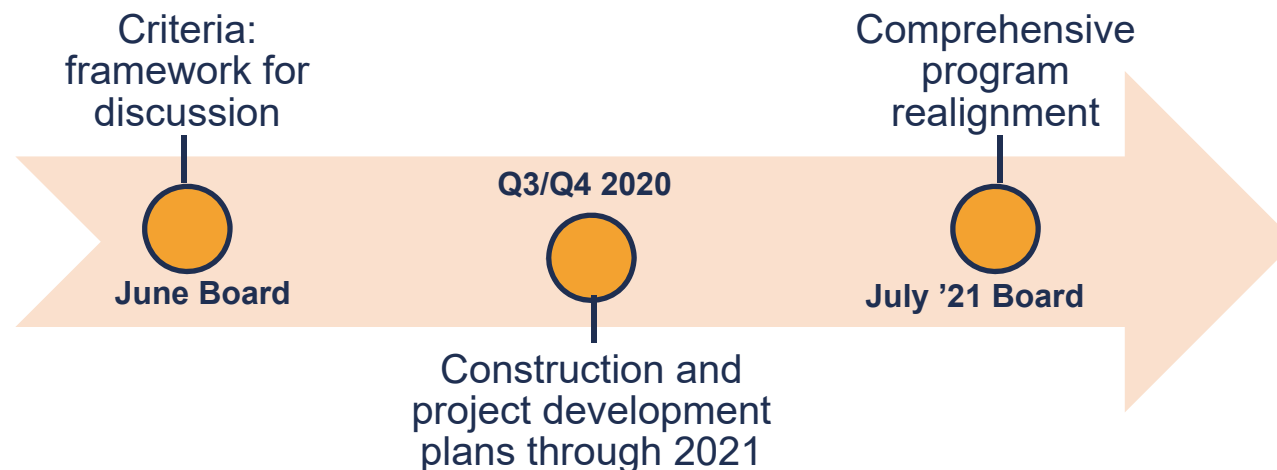 Criteria:
framework for
discussion
June Board
Q3/Q4 2020
Construction and
project development
plans through 2021
Comprehensive
program
realignment
July ’21 Board